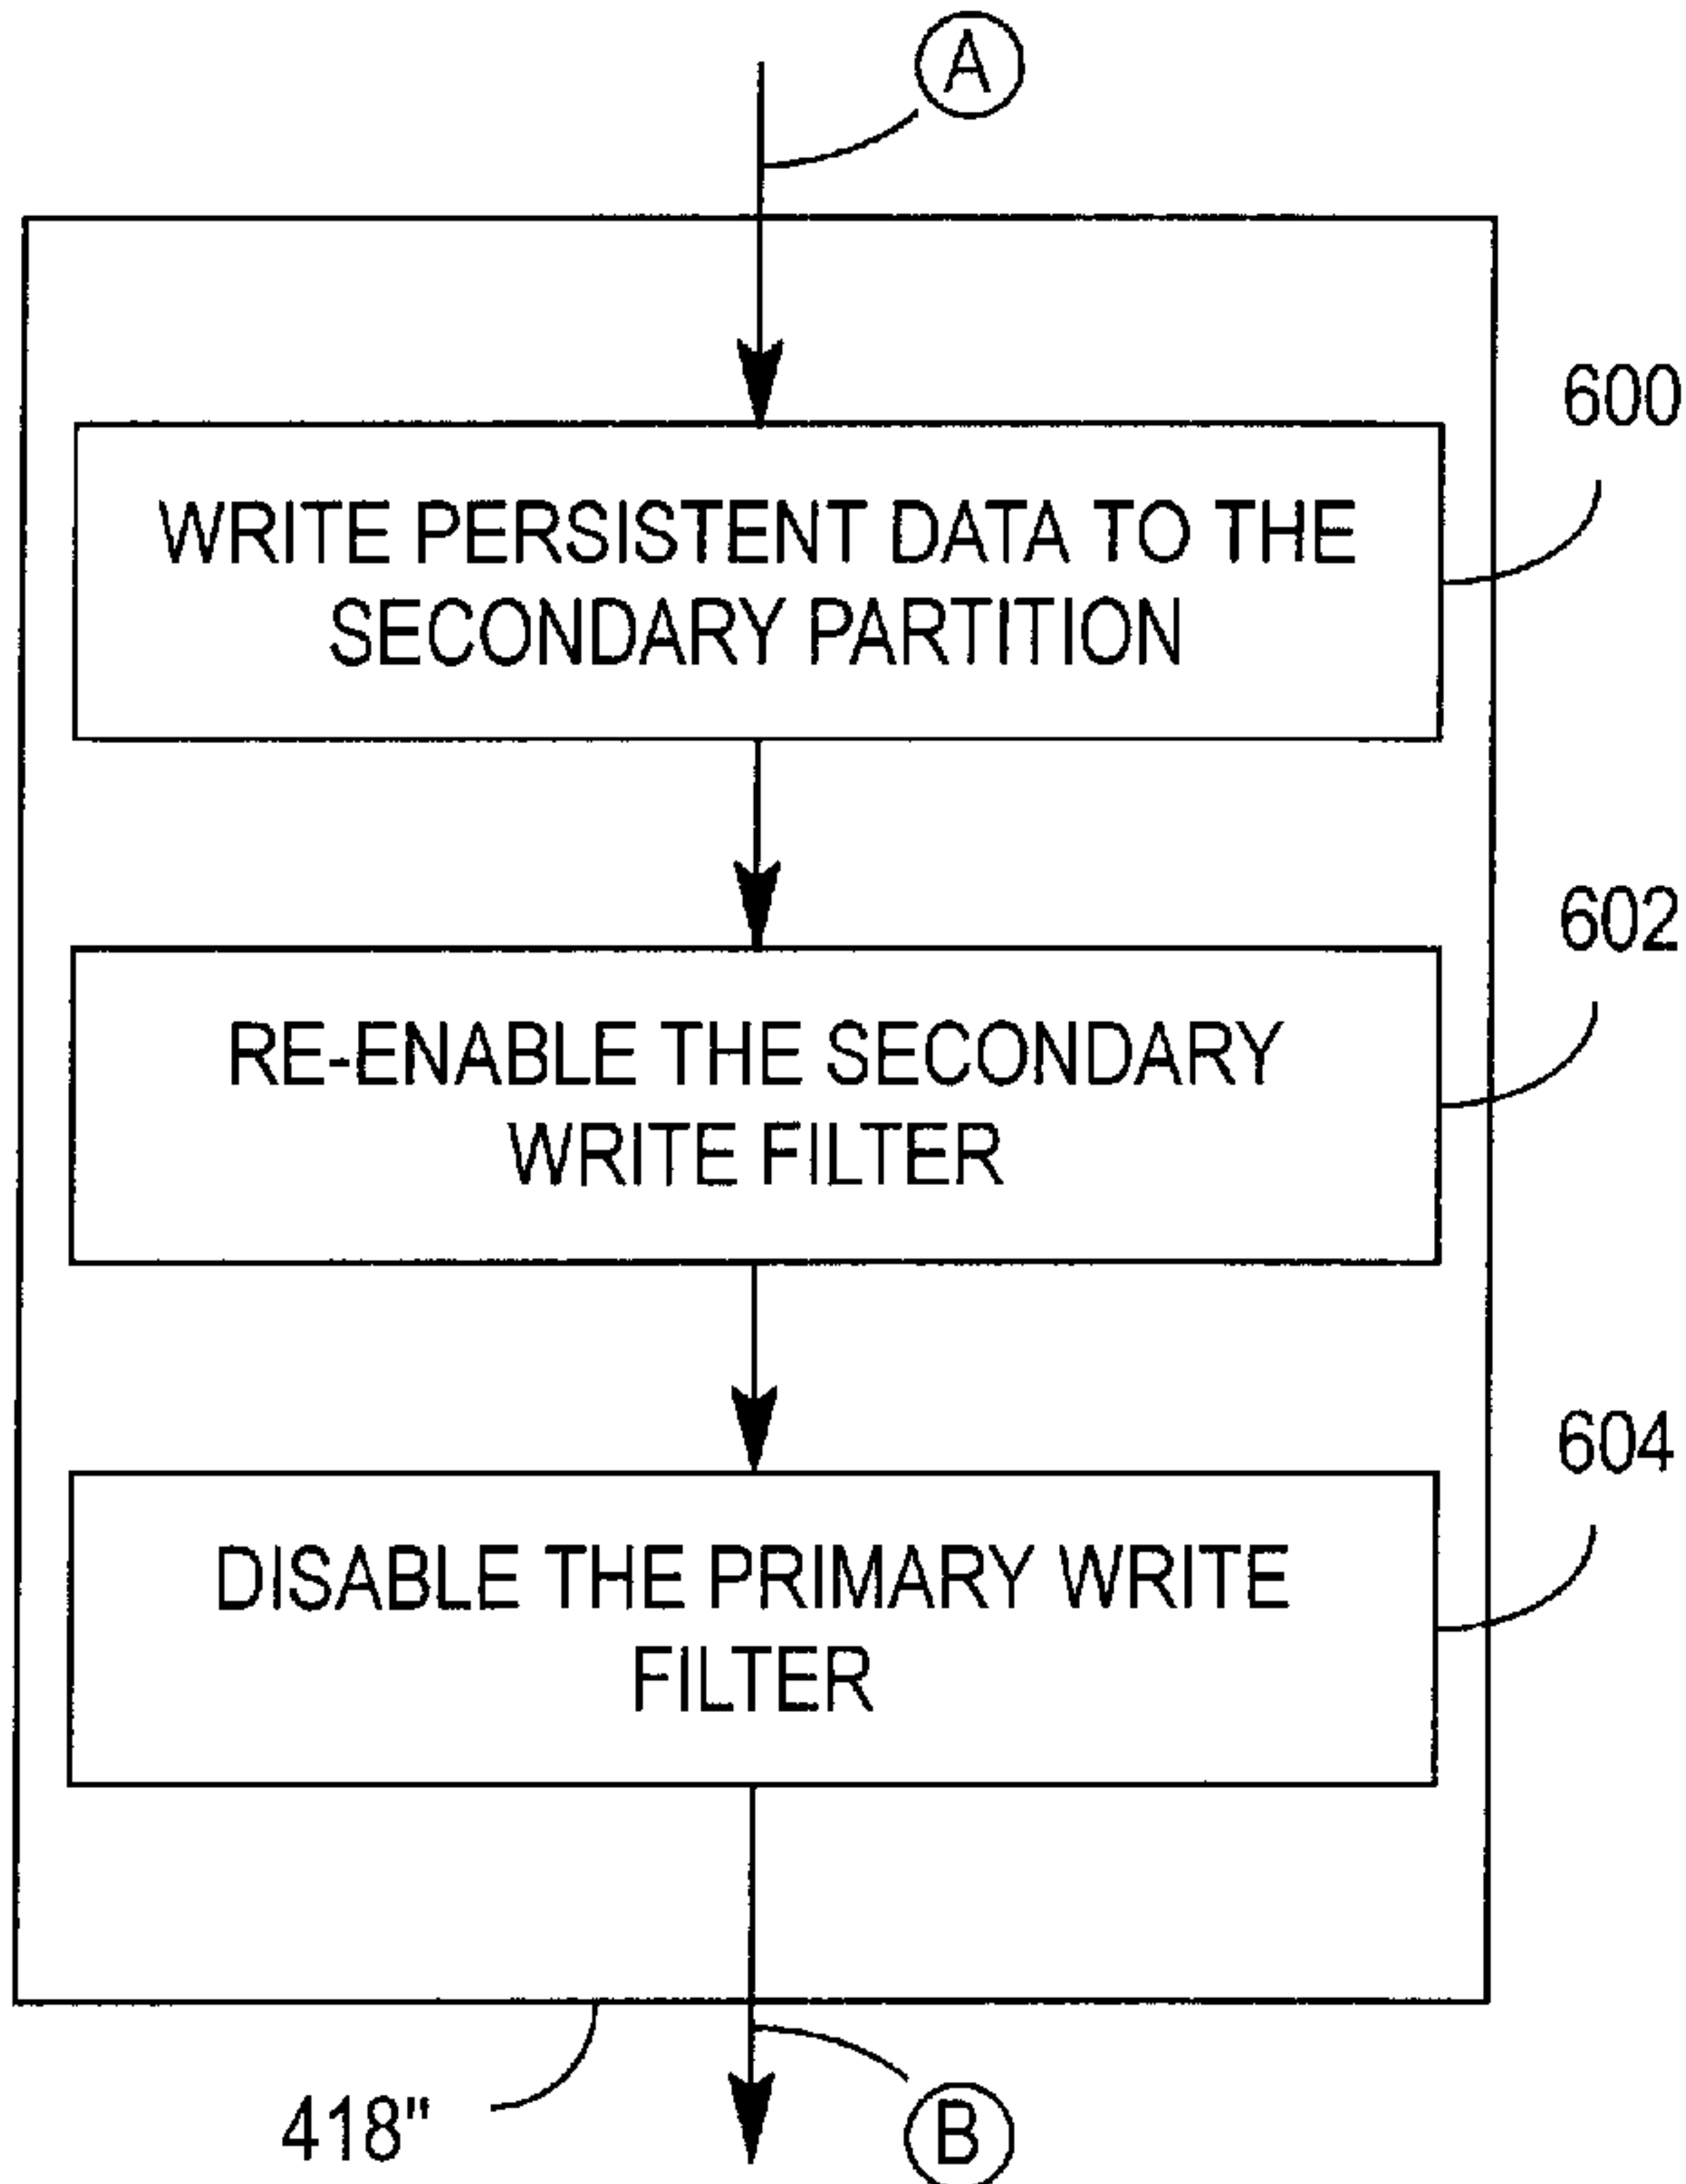 A
600
WRITE PERSISTENT DATA TO THE
SECONDARY PARTITION
602
RE-ENABLE THE SECONDARY
WRITE FILTER
604
DISABLE THE PRIMARY WRITE
FILTER
418"
B